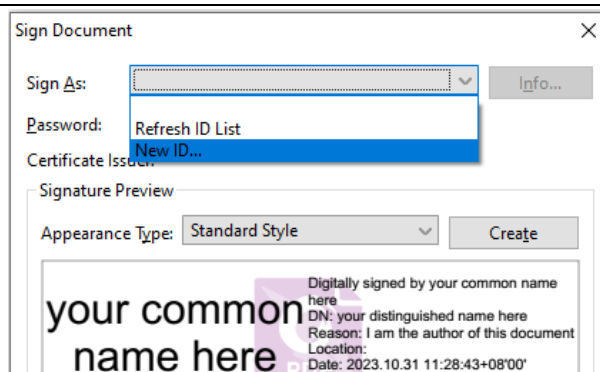 Sign Document
Sign As:
Info...
Password:
Refresh ID List
New ID...
Certificate
Signature Preview
Appearance Type: Standard Style
Create
your common
name here
Digitally signed by your common name
here
DN: your distinguished name here
Reason: I am the author of this document
Location:
Date: 2023.10.31 11:28:43+08'00'